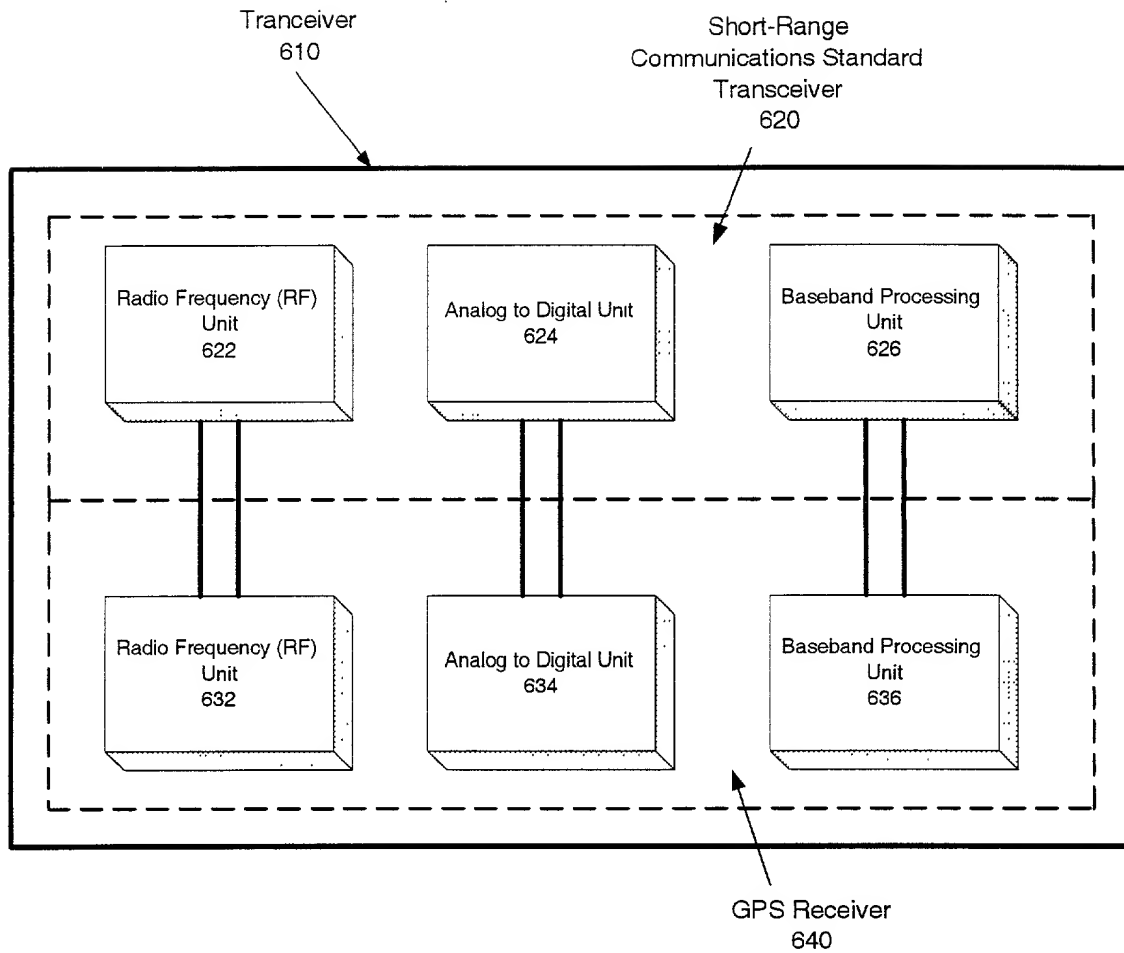 Tranceiver
610
Short-Range
Communications Standard
Transceiver
620
Radio Frequency (RF)
Unit
622
Analog to Digital Unit
624
Baseband Processing
Unit
626
Radio Frequency (RF)
Unit
632
Analog to Digital Unit
634
Baseband Processing
Unit
636
GPS Receiver
640